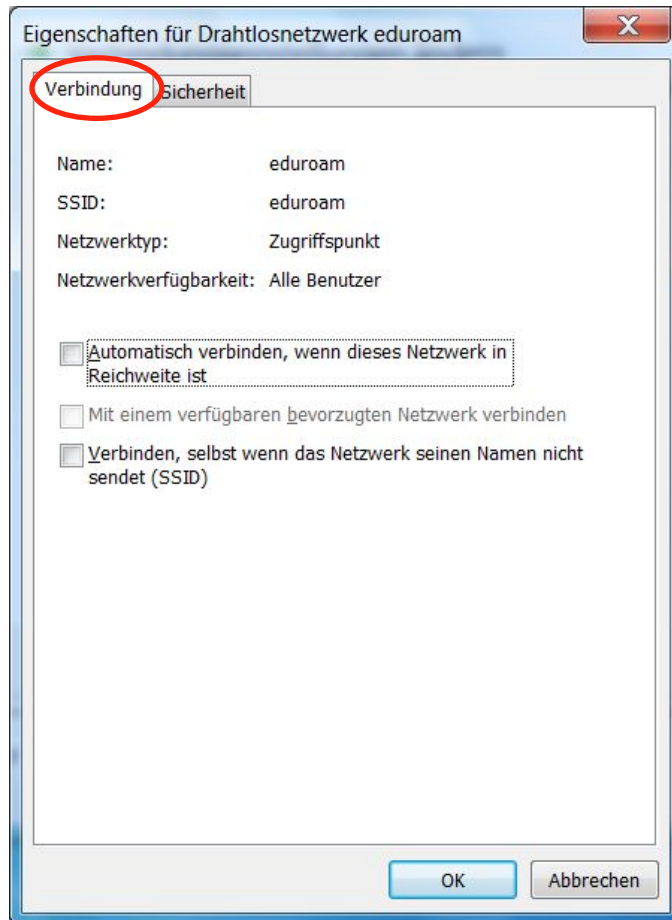 Eigenschaften für Drahtlosnetzwerk eduroam
X
Verbindung Sicherheit
Name: eduroam
SSID: eduroam
Netzwerktyp: Zugriffspunkt
Netzwerkverfügbarkeit: Alle Benutzer
Automatisch verbinden, wenn dieses Netzwerk in
Reichweite ist
Mit einem verfügbaren bevorzugten Netzwerk verbinden
Verbinden, selbst wenn das Netzwerk seinen Namen nicht
sendet (SSID)
OK Abbrechen